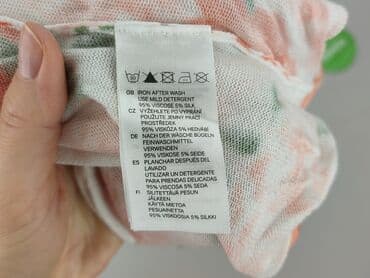 GB IRON AFTER WASH
USE MILD DETERGENT
95% VISCOSE 5% SILK
CZ VYŽEHLETE PO VYPRÁNÍ
POUŽIJTE JEMNÝ PRACÍ
PROSTŘEDEK
95% VISKÓZA 5% HEDVÁBÍ
DE NACH DER WÄSCHE BÜGELN
FEINWASCHMITTEL
VERWENDEN
95% VISKOSE 5% SEIDE
ES PLANCHAR DESPUÉS DEL
LAVADO
UTILIZAR UN DETERGENTE
PARA PRENDAS DELICADAS
95% VISCOSA 5% SEDA
FI SILITETTÄJÄ PESUN
JÄLKEEN
KÄYTÄ MIETOA
PESUAINETTA
95% VISKOOSI 5% SILKKI